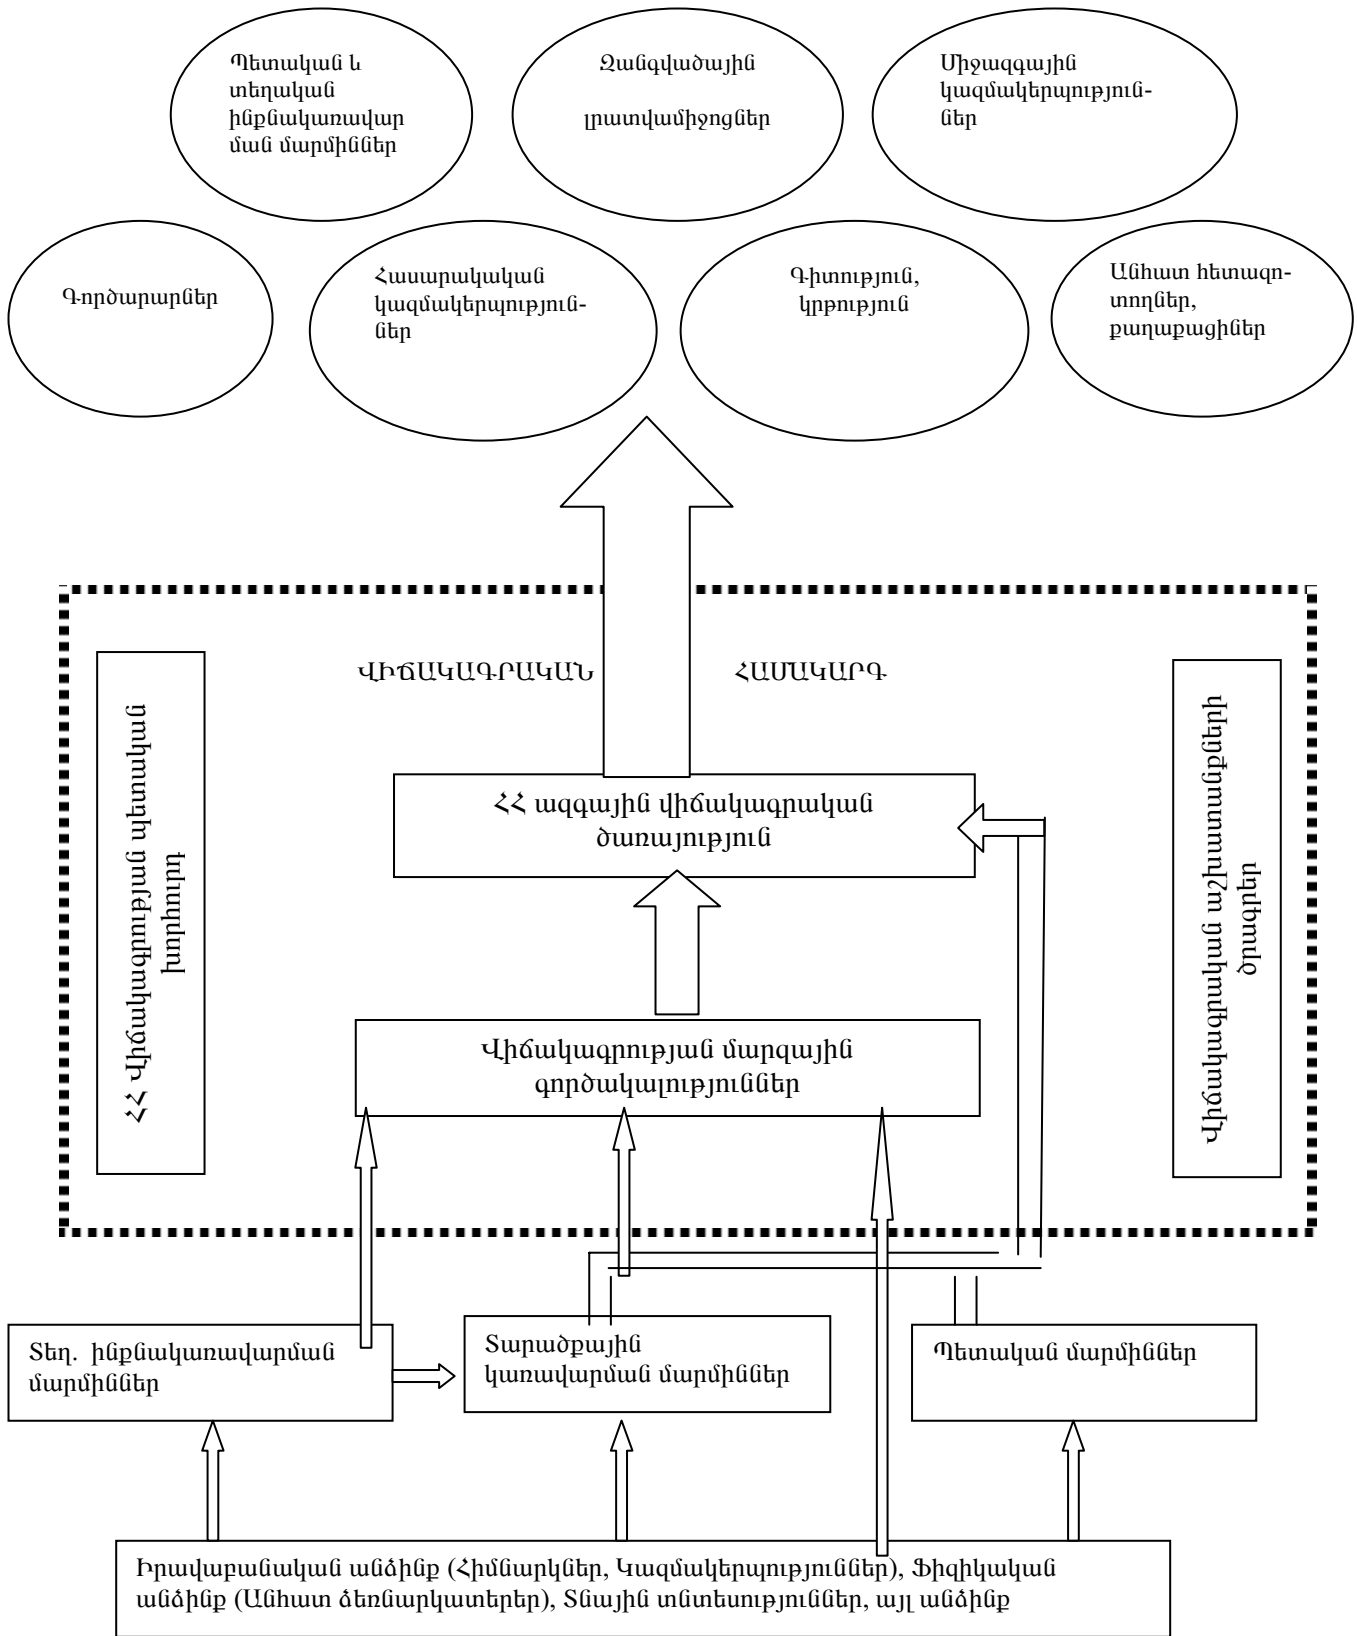 Պետական և
տեղական
ինքնակառավար
ման մարմիններ
Զանգվածային
լրատվամիջոցներ
Միջազգային
կազմակերպություն-
ներ
Գործարարներ
Հասարակական
կազմակերպություն-
ներ
Գիտություն,
կրթություն
Անհատ հետազո-
տողներ,
քաղաքացիներ
ՎԻՃԱԿԱԳՐԱԿԱՆ ՀԱՄԱԿԱՐԳ
ՀՀ Վիճակագրության պետական
խորհուրդ
Վիճակագրական աշխատանքների
ծրագրեր
ՀՀ ազգային վիճակագրական
ծառայություն
Վիճակագրության մարզային
գործակալություններ
Տեղ. ինքնակառավարման
մարմիններ
Տարածքային
կառավարման մարմիններ
Պետական մարմիններ
Իրավաբանական անձինք (Հիմնարկներ, Կազմակերպություններ), Ֆիզիկական
անձինք (Անհատ ձեռնարկատերեր), Տնային տնտեսություններ, այլ անձինք